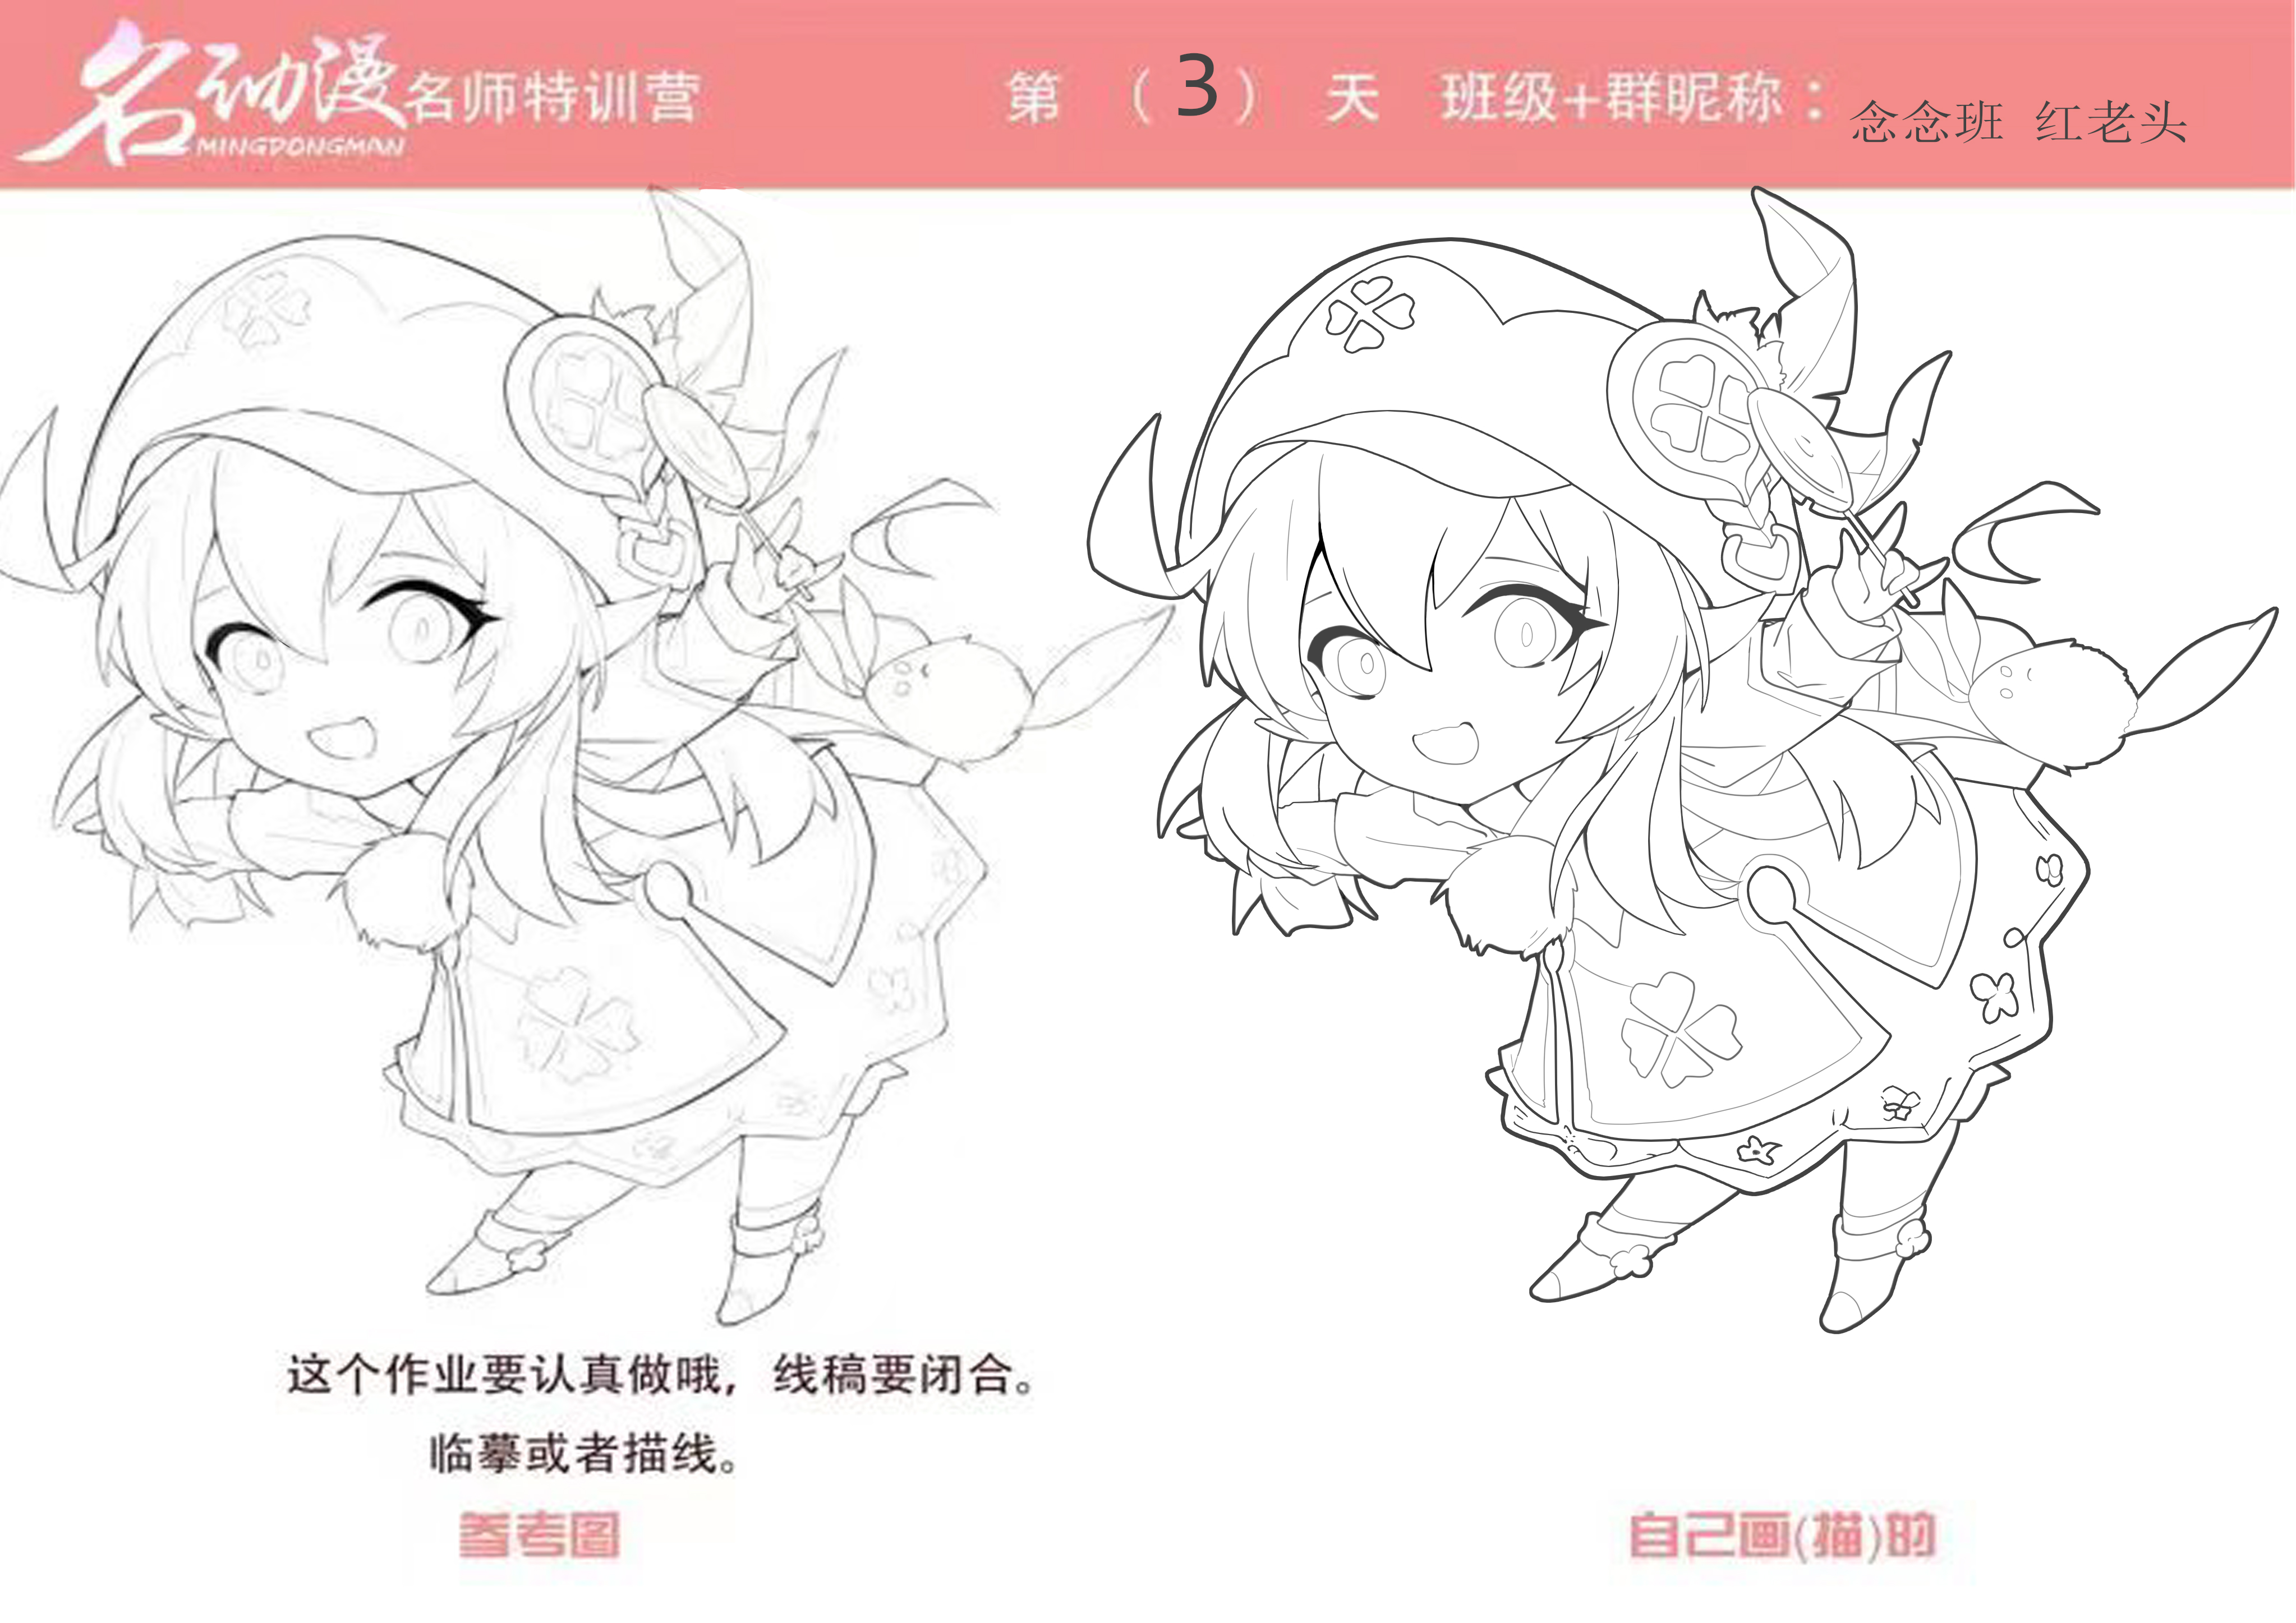 名动漫 名师特训营 第 （3） 天 班级+群昵称： 念念班 红老头
MINGDONGMAN
这个作业要认真做哦，线稿要闭合。
临摹或者描线。
参考图
自己画(描)的